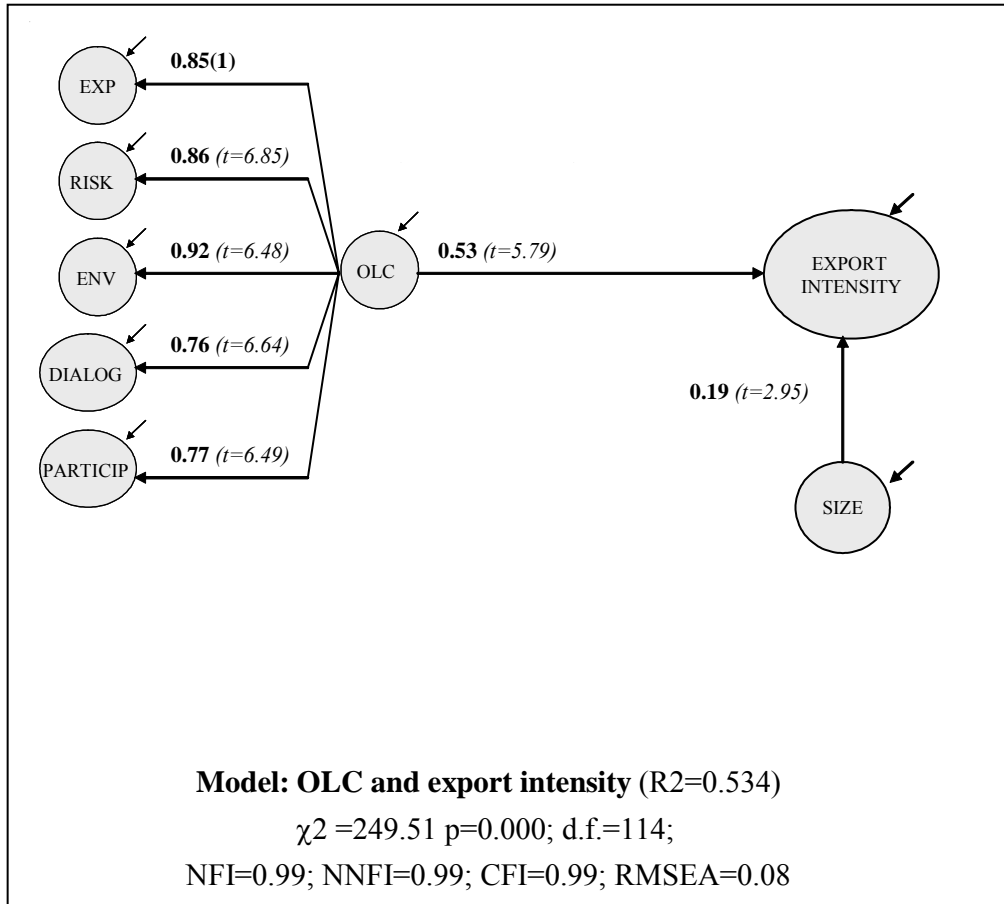 0.85(1)
EXP
0.86 (t=6.85)
RISK
0.92 (t=6.48)
ENV
OLC
0.53 (t=5.79)
EXPORT
INTENSITY
0.76 (t=6.64)
DIALOG
0.19 (t=2.95)
0.77 (t=6.49)
PARTICIP
SIZE
Model: OLC and export intensity (R2=0.534)
χ2 =249.51 p=0.000; d.f.=114;
NFI=0.99; NNFI=0.99; CFI=0.99; RMSEA=0.08